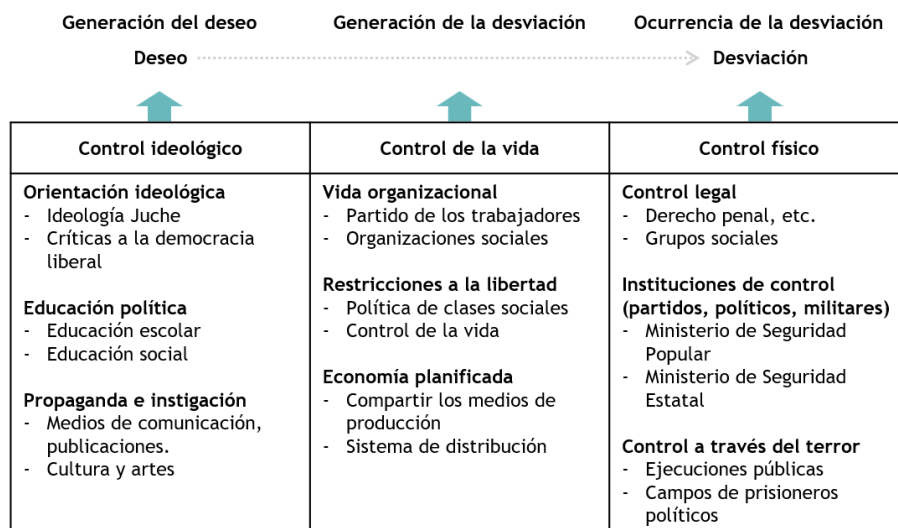 Generación del deseo
Generación de la desviación
Ocurrencia de la desviación
Deseo
Desviación
Control ideológico
Control de la vida
Control físico
Orientación ideológica
- Ideología Juche
- Críticas a la democracia
liberal
Educación política
- Educación escolar
- Educación social
Propaganda e instigación
- Medios de comunicación,
publicaciones.
- Cultura y artes
Vida organizacional
- Partido de los trabajadores
- Organizaciones sociales
Restricciones a la libertad
- Política de clases sociales
- Control de la vida
Economía planificada
- Compartir los medios de
producción
- Sistema de distribución
Control legal
- Derecho penal, etc.
- Grupos sociales
Instituciones de control
(partidos, políticos, militares)
- Ministerio de Seguridad
Popular
- Ministerio de Seguridad
Estatal
Control a través del terror
- Ejecuciones públicas
- Campos de prisioneros
políticos